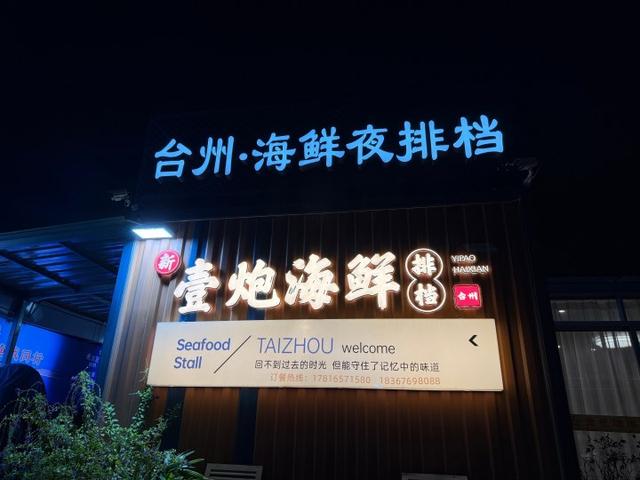 台州·海鲜夜排档
新 壹炮海鲜 排档 YIPAO HAIXIAN 台州
Seafood Stall / TAIZHOU welcome <
回不到过去的时光 但能守住了记忆中的味道
订餐热线: 17816571580 18367698088
同行